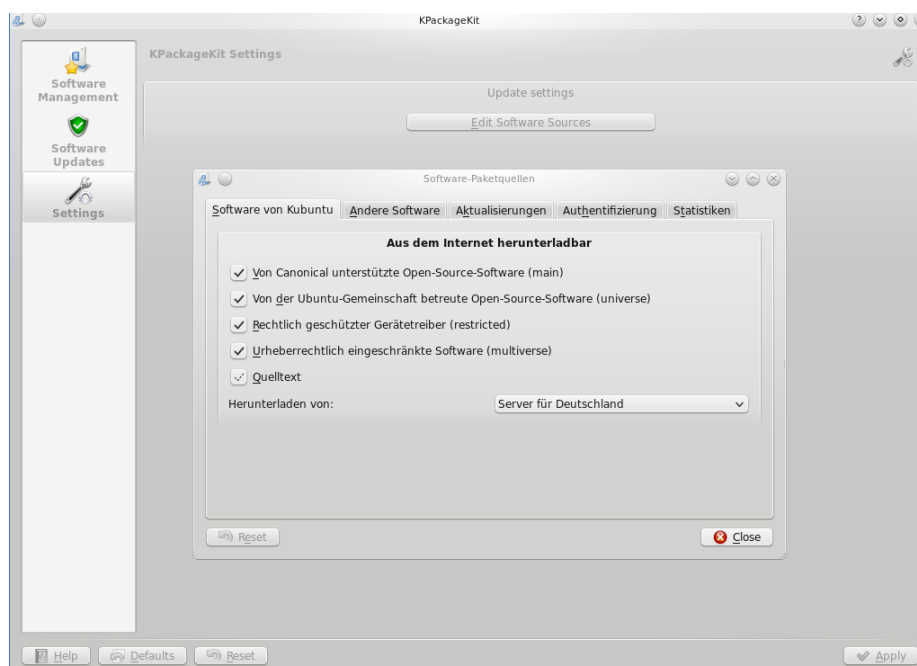 KPackageKit
KPackageKit Settings
Software
Management
Software
Updates
Settings
Update settings
Edit Software Sources
Software-Paketquellen
Software von Kubuntu
Andere Software
Aktualisierungen
Authentifizierung
Statistiken
Aus dem Internet herunterladbar
Von Canonical unterstützte Open-Source-Software (main)
Von der Ubuntu-Gemeinschaft betreute Open-Source-Software (universe)
Rechtlich geschützter Gerätetreiber (restricted)
Urheberrechtlich eingeschränkte Software (multiverse)
Quelltext
Herunterladen von: Server für Deutschland
Reset
Close
Help
Defaults
Reset
Apply